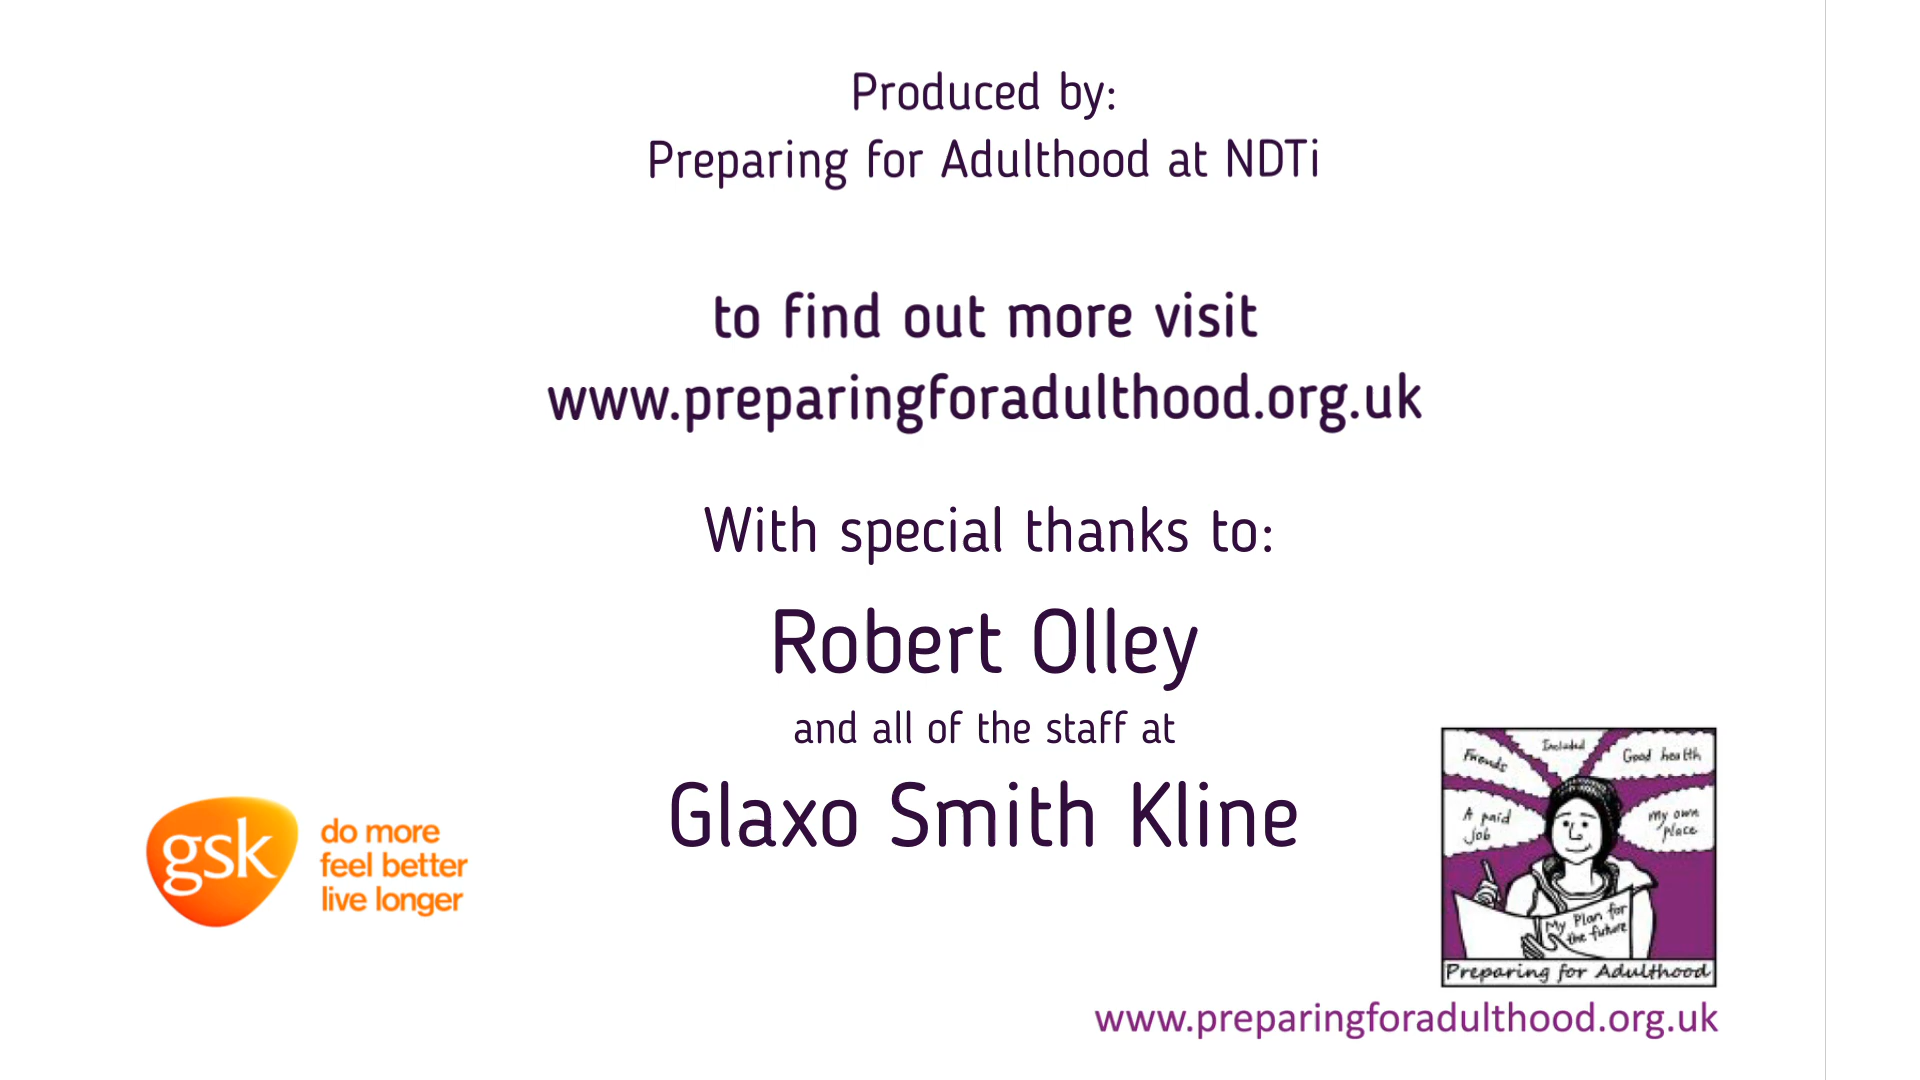 Produced by:
Preparing for Adulthood at NDTi
to find out more visit
www.preparingforadulthood.org.uk
With special thanks to:
Robert Olley
and all of the staff at
Glaxo Smith Kline
gsk
do more
feel better
live longer
Friends
Included
Good health
A paid
job
My own
place
My Plan for
the future
Preparing for Adulthood
www.preparingforadulthood.org.uk